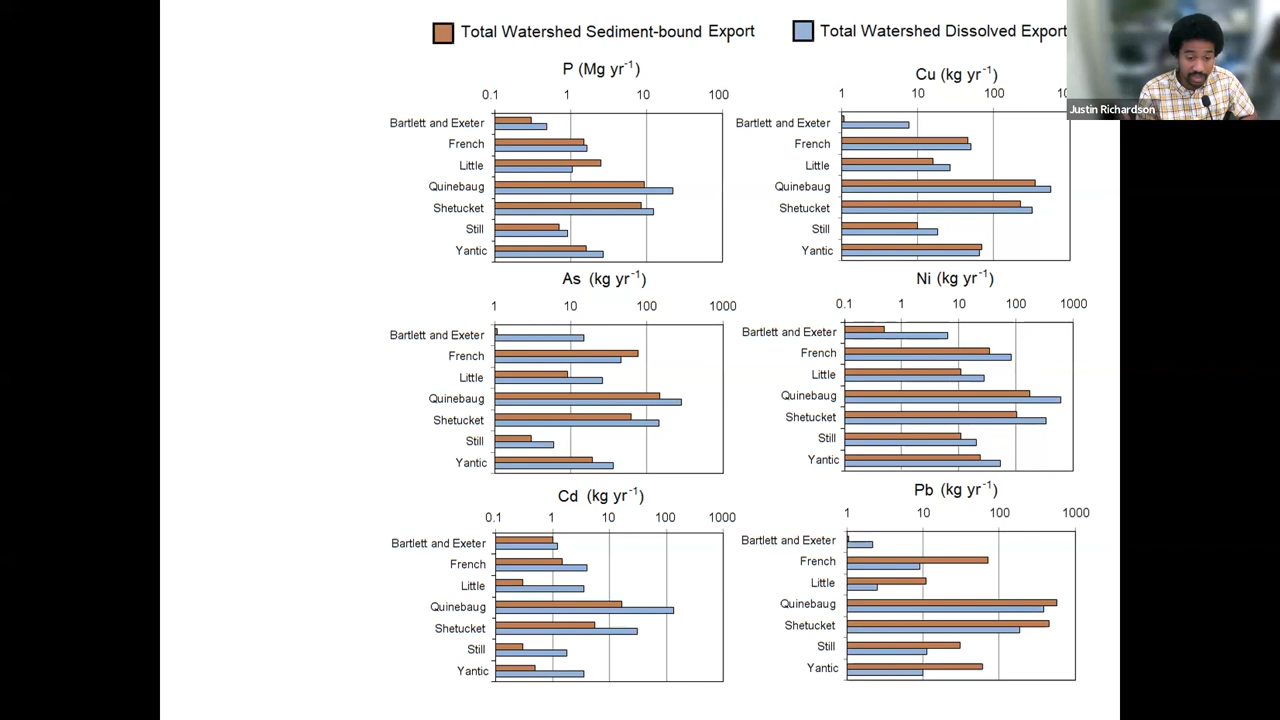 Total Watershed Sediment-bound Export
Total Watershed Dissolved Export
Justin Richardson
P (Mg yr⁻¹)
0.1 1 10 100
Bartlett and Exeter
French
Little
Quinebaug
Shetucket
Still
Yantic
Cu (kg yr⁻¹)
1 10 100
Bartlett and Exeter
French
Little
Quinebaug
Shetucket
Still
Yantic
As (kg yr⁻¹)
1 10 100 1000
Bartlett and Exeter
French
Little
Quinebaug
Shetucket
Still
Yantic
Ni (kg yr⁻¹)
0.1 1 10 100 1000
Bartlett and Exeter
French
Little
Quinebaug
Shetucket
Still
Yantic
Cd (kg yr⁻¹)
0.1 1 10 100 1000
Bartlett and Exeter
French
Little
Quinebaug
Shetucket
Still
Yantic
Pb (kg yr⁻¹)
1 10 100 1000
Bartlett and Exeter
French
Little
Quinebaug
Shetucket
Still
Yantic